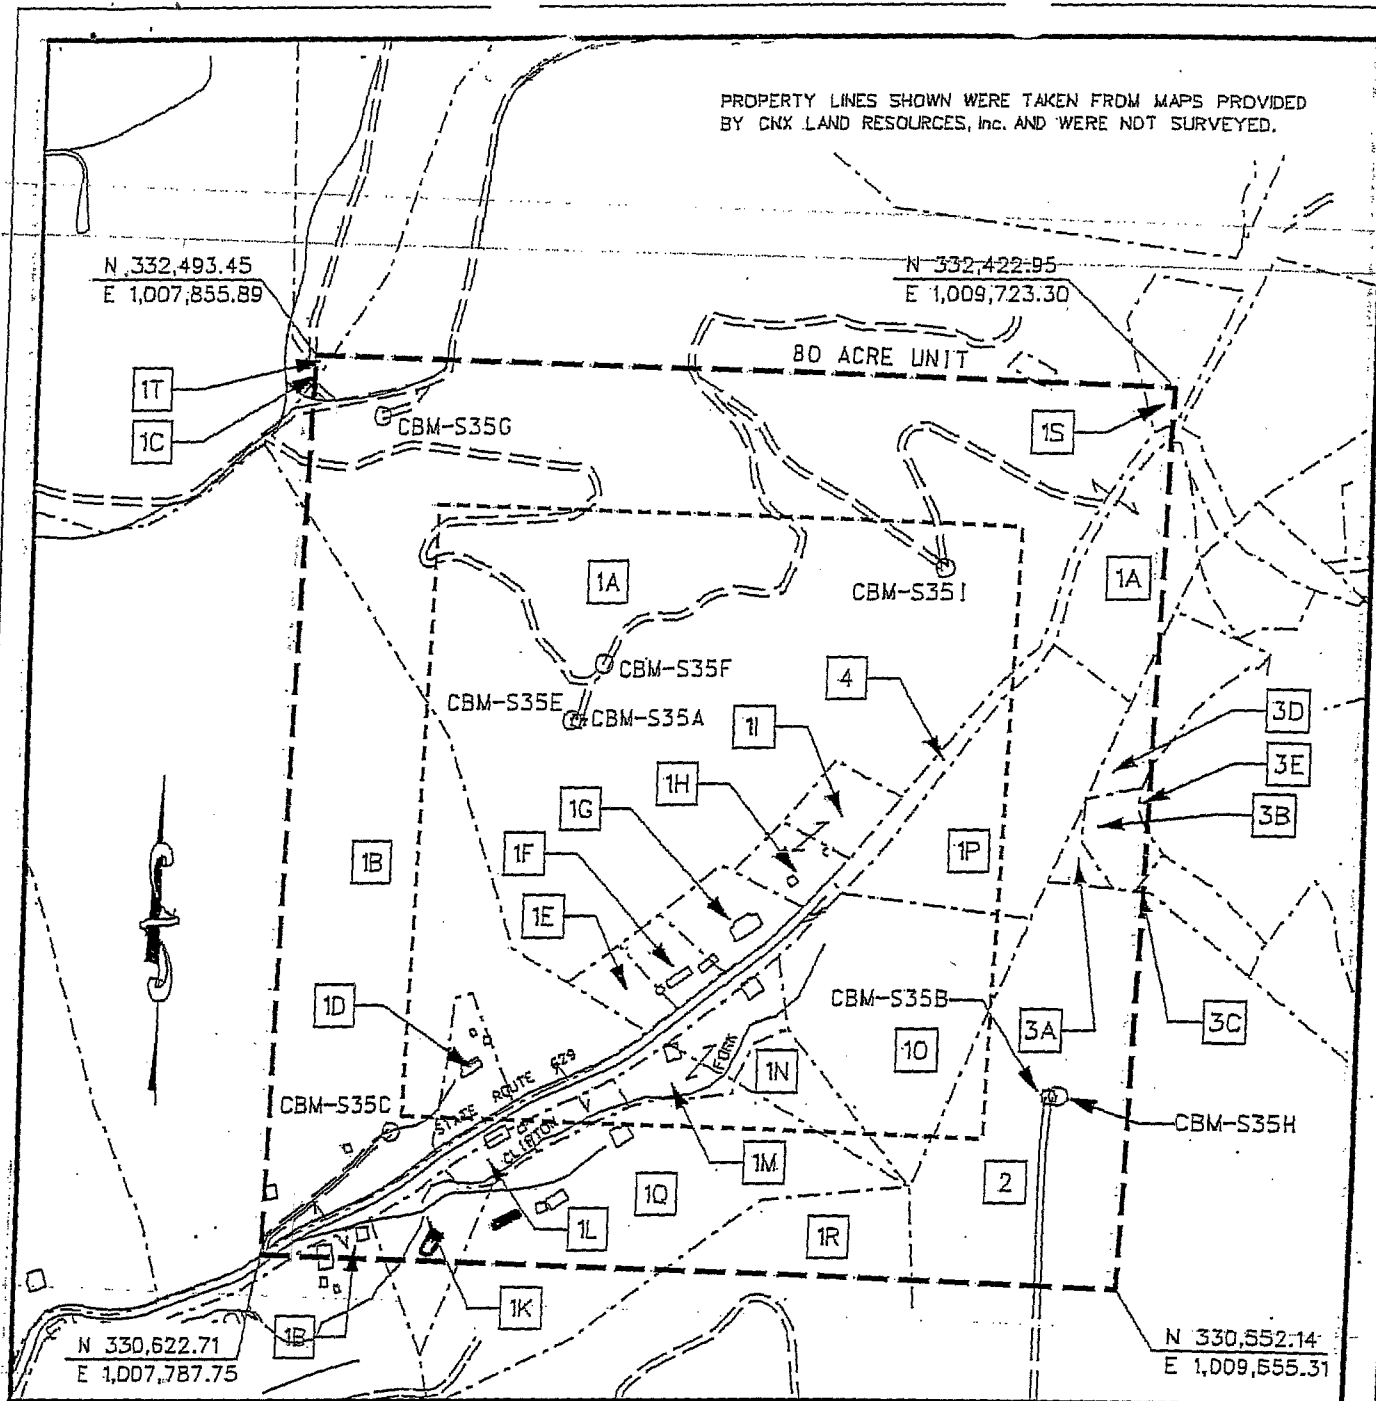 PROPERTY LINES SHOWN WERE TAKEN FROM MAPS PROVIDED
BY CNX LAND RESOURCES, Inc. AND WERE NOT SURVEYED.
N 332,493.45
E 1,007,855.89
N 332,422.95
E 1,009,723.30
80 ACRE UNIT
1T
1C
CBM-S35G
1S
1A
CBM-S35I
1A
CBM-S35F
CBM-S35E
CBM-S35A
4
1I
3D
1H
3E
1G
3B
1F
1B
1P
1E
1D
CBM-S35B
3A
3C
1O
1N
FORK
STATE ROUTE 629
CBM-S35C
CLIFTON
CBM-S35H
1M
2
1Q
1L
1R
1K
1B
N 330,622.71
E 1,007,787.75
N 330,552.14
E 1,009,655.31